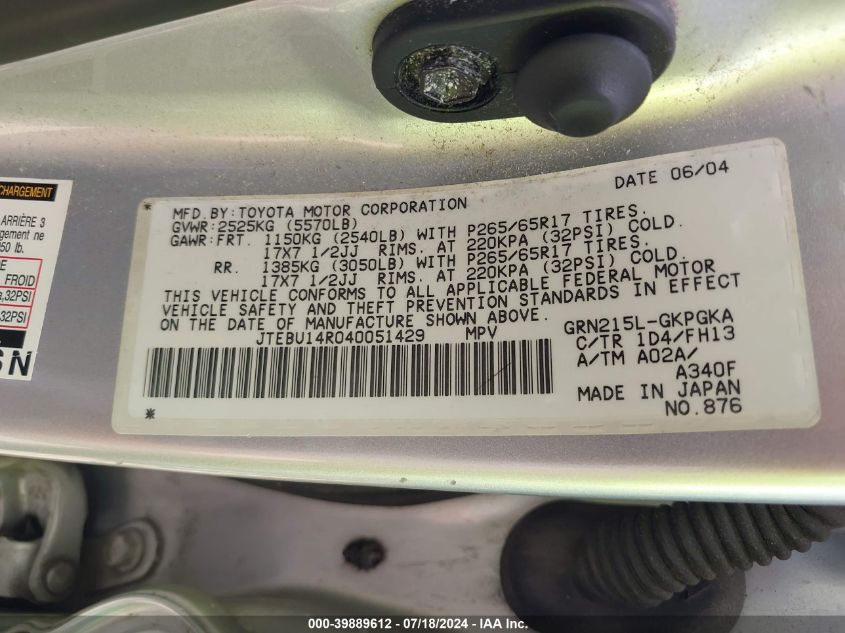 CHARGEMENT
ARRIÈRE 3
gement ne
50 lb.
FROID
,32PSI
32PSI
DATE 06/04
MFD. BY: TOYOTA MOTOR CORPORATION
GVWR: 2525KG (5570LB)
GAWR: FRT. 1150KG (2540LB) WITH P265/65R17 TIRES.
17X7 1/2JJ RIMS. AT 220KPA (32PSI) COLD.
RR. 1385KG (3050LB) WITH P265/65R17 TIRES.
17X7 1/2JJ RIMS. AT 220KPA (32PSI) COLD.
THIS VEHICLE CONFORMS TO ALL APPLICABLE FEDERAL MOTOR
VEHICLE SAFETY AND THEFT PREVENTION STANDARDS IN EFFECT
ON THE DATE OF MANUFACTURE SHOWN ABOVE.
JTEBU14R040051429 MPV
GRN215L-GKPGKA
C/TR 1D4/FH13
A/TM A02A/
A340F
MADE IN JAPAN
NO. 876
000-39889612 - 07/18/2024 - IAA Inc.